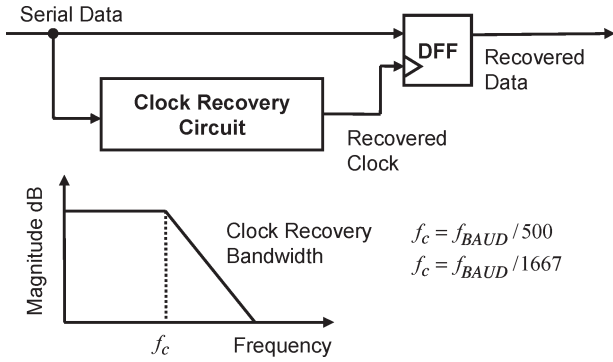 Serial Data
DFF
Recovered
Data
Clock Recovery
Circuit
Recovered
Clock
Magnitude dB
Clock Recovery
Bandwidth
f_c = f_BAUD /500
f_c = f_BAUD /1667
f_c
Frequency